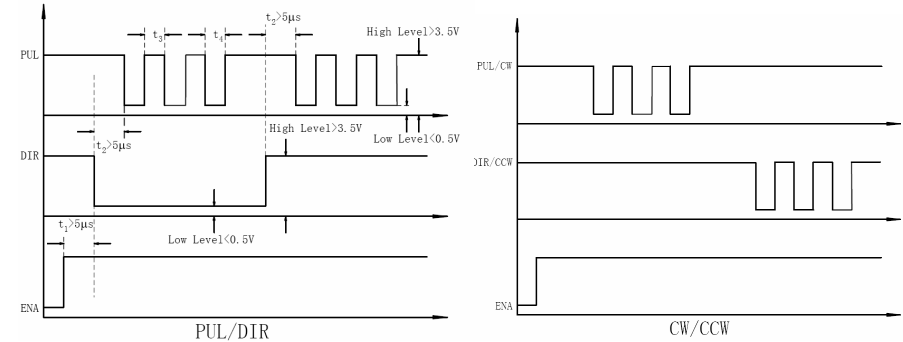 t2>5μs
t3
t4
High Level>3.5V
PUL
PUL/CW
High Level>3.5V
Low Level<0.5V
t2>5μs
DIR
DIR/CCW
t1>5μs
Low Level<0.5V
ENA
ENA
PUL/DIR
CW/CCW